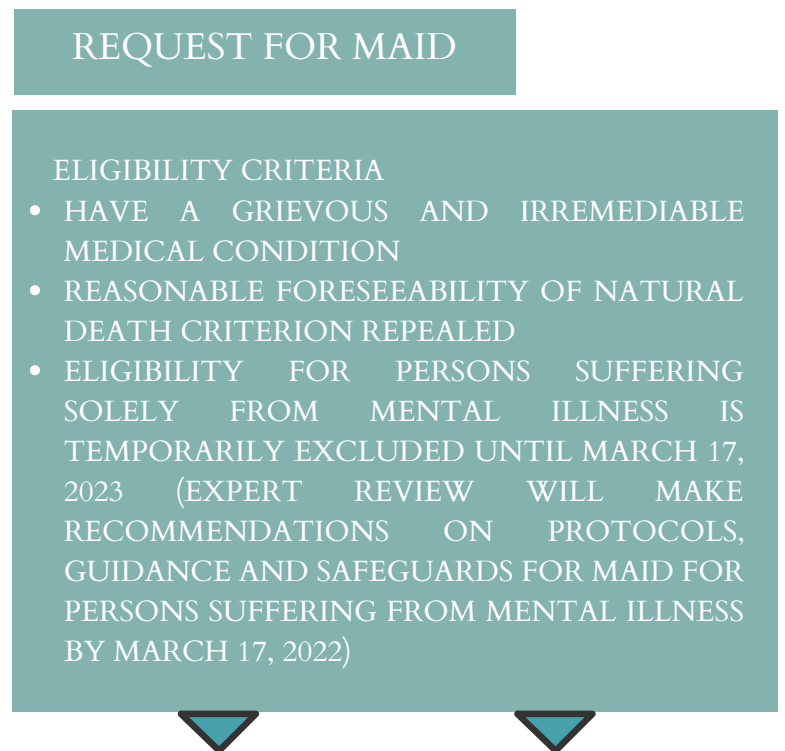 REQUEST FOR MAID
ELIGIBILITY CRITERIA
• HAVE A GRIEVOUS AND IRREMEDIABLE
MEDICAL CONDITION
• REASONABLE FORESEEABILITY OF NATURAL
DEATH CRITERION REPEALED
• ELIGIBILITY FOR PERSONS SUFFERING
SOLELY FROM MENTAL ILLNESS IS
TEMPORARILY EXCLUDED UNTIL MARCH 17,
2023 (EXPERT REVIEW WILL MAKE
RECOMMENDATIONS ON PROTOCOLS,
GUIDANCE AND SAFEGUARDS FOR MAID FOR
PERSONS SUFFERING FROM MENTAL ILLNESS
BY MARCH 17, 2022)